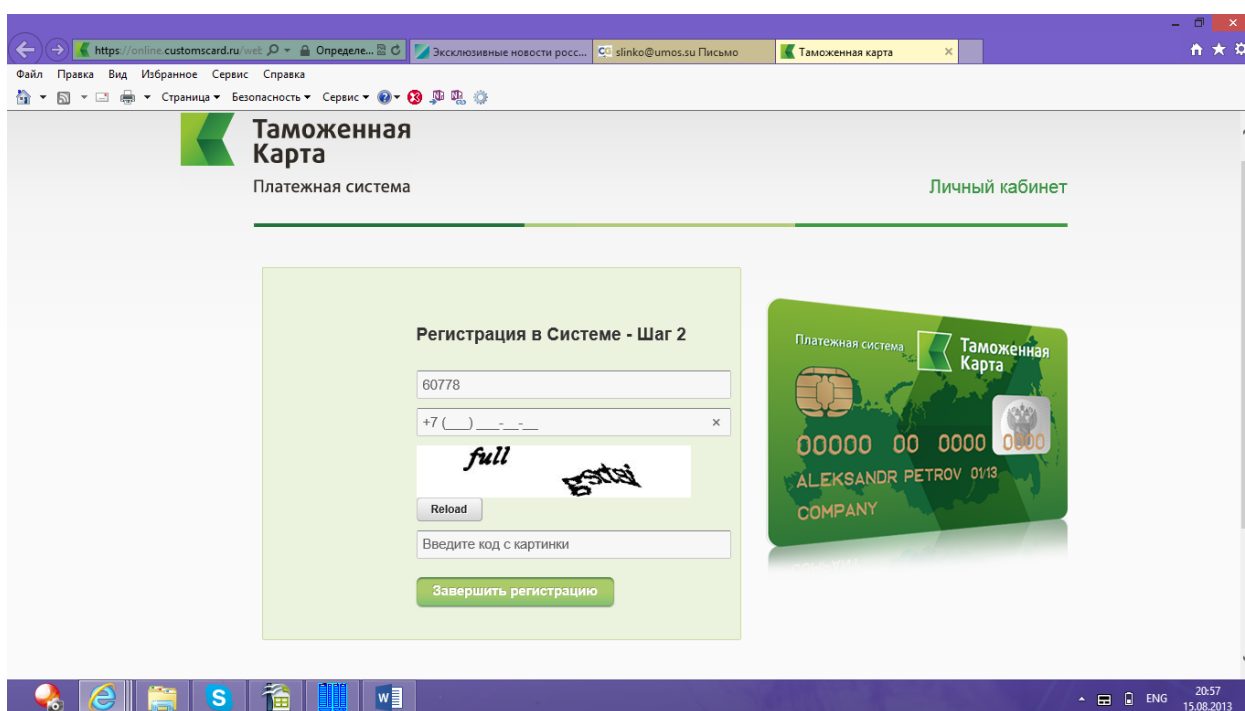 https://online.customscard.ru/wet
Определе...
Эксклюзивные новости росс...
slinko@umos.su Письмо
Таможенная карта
Файл Правка Вид Избранное Сервис Справка
Страница Безопасность Сервис
Таможенная
Карта
Платежная система
Личный кабинет
Регистрация в Системе - Шаг 2
60778
+7 (___) ___-__-__
full
Reload
Введите код с картинки
Завершить регистрацию
Платежная система
Таможенная
Карта
00000 00 0000 0000
ALEKSANDR PETROV 01/13
COMPANY
ENG
20:57
15.08.2013